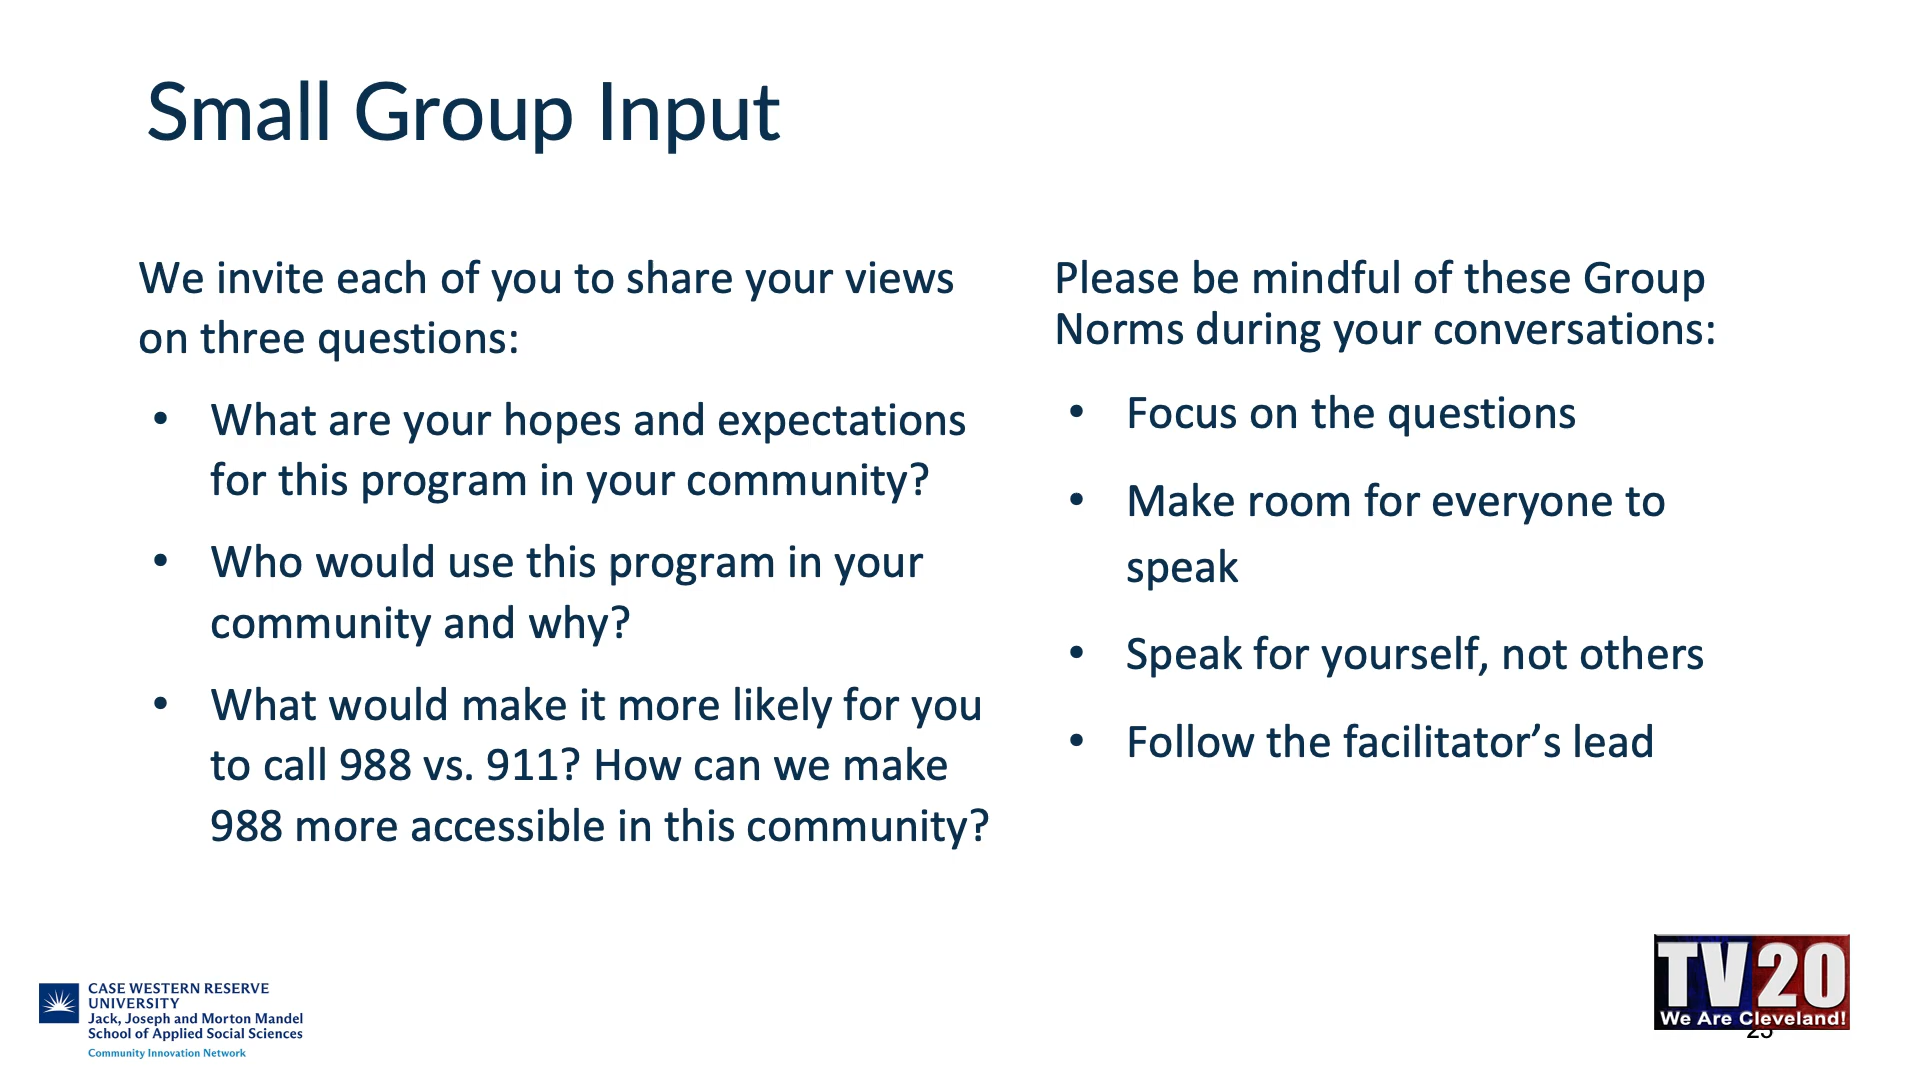 Small Group Input
We invite each of you to share your views
on three questions:
• What are your hopes and expectations
for this program in your community?
• Who would use this program in your
community and why?
• What would make it more likely for you
to call 988 vs. 911? How can we make
988 more accessible in this community?
Please be mindful of these Group
Norms during your conversations:
• Focus on the questions
• Make room for everyone to
speak
• Speak for yourself, not others
• Follow the facilitator’s lead
CASE WESTERN RESERVE
UNIVERSITY
Jack, Joseph and Morton Mandel
School of Applied Social Sciences
Community Innovation Network
TV20
We Are Cleveland!